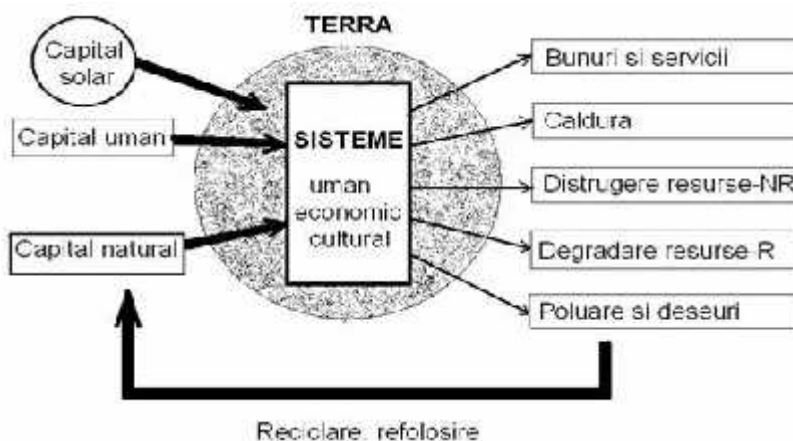 TERRA
Capital
solar
Capital uman
Capital natural
SISTEME
uman
economic
cultural
Bunuri si servicii
Caldura
Distrugere resurse-NR
Degradare resurse-R
Poluare si deseuri
Reciclare, refolosire